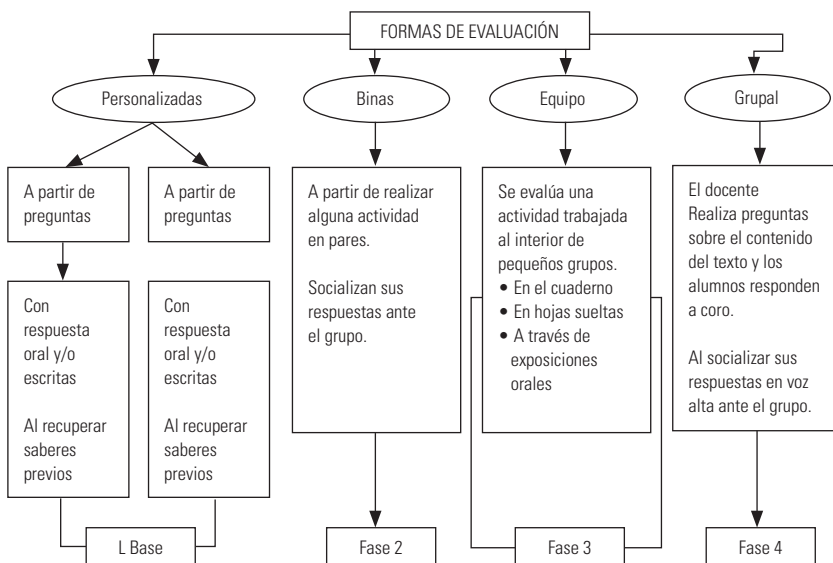 FORMAS DE EVALUACIÓN
Personalizadas
Binas
Equipo
Grupal
A partir de
preguntas
A partir de
preguntas
Con
respuesta
oral y/o
escritas
Al recuperar
saberes
previos
Con
respuesta
oral y/o
escritas
Al recuperar
saberes
previos
L Base
A partir de realizar
alguna actividad
en pares.
Socializan sus
respuestas ante
el grupo.
Fase 2
Se evalúa una
actividad trabajada
al interior de
pequeños grupos.
• En el cuaderno
• En hojas sueltas
• A través de
exposiciones
orales
Fase 3
El docente
Realiza preguntas
sobre el contenido
del texto y los
alumnos responden
a coro.
Al socializar sus
respuestas en voz
alta ante el grupo.
Fase 4